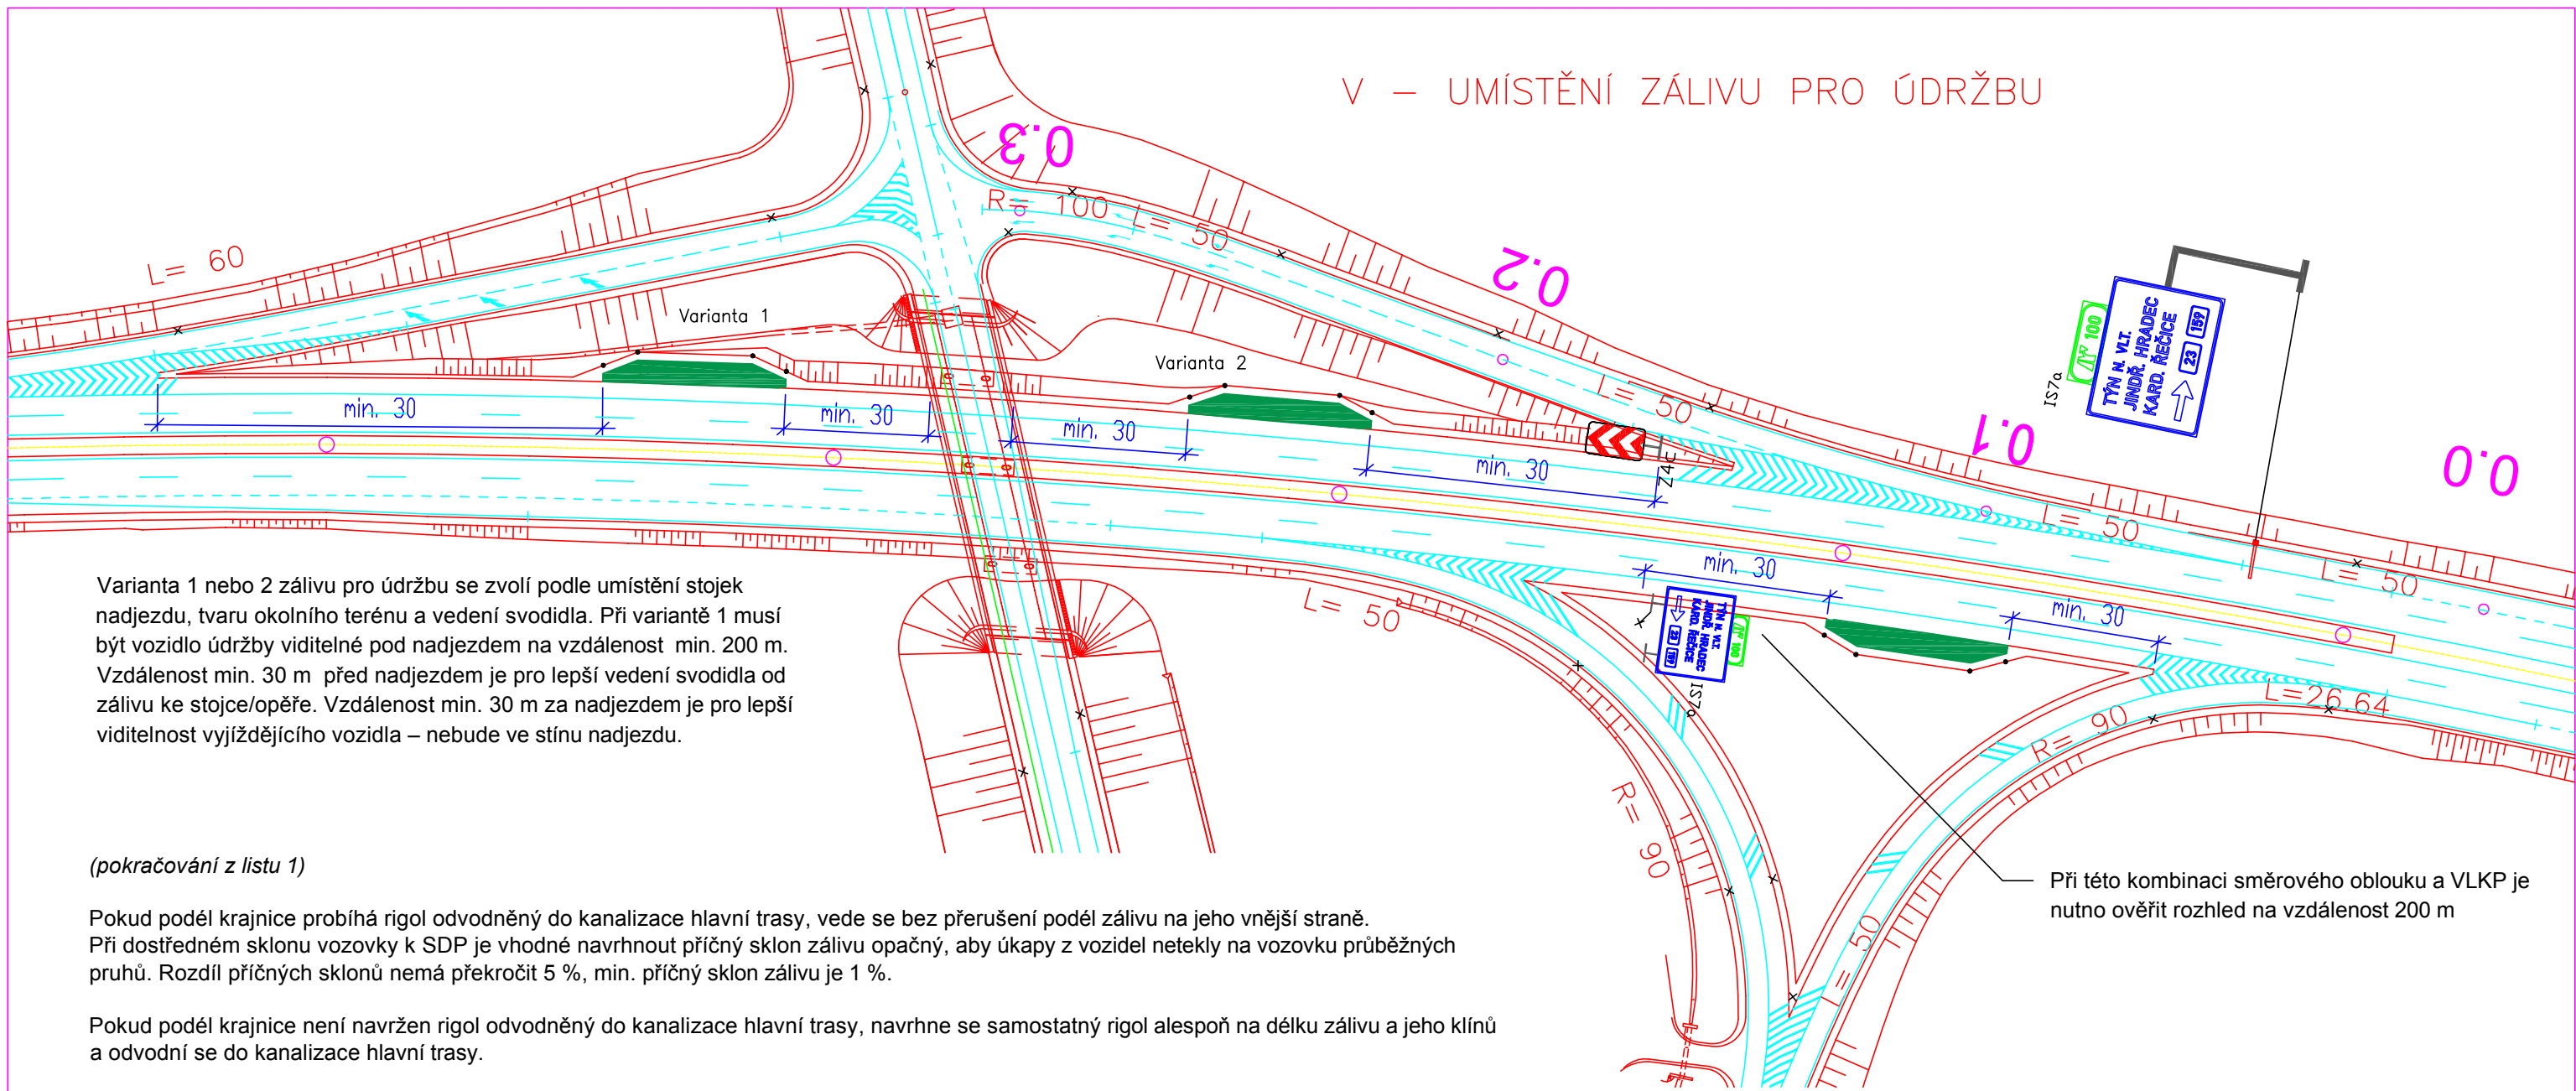 V – UMÍSTĚNÍ ZÁLIVU PRO ÚDRŽBU
0.3
R= 100
L= 50
L= 60
0.2
Varianta 1
Varianta 2
min. 30
min. 30
min. 30
min. 30
L= 50
Z4c
IS7a
100
TÝN N. VLT.
JINDŘ. HRADEC
KARD. ŘEČICE
23
159
0.1
0.0
L= 50
L= 50
min. 30
min. 30
L= 50
TÝN N. VLT.
JINDŘ. HRADEC
KARD. ŘEČICE
23
159
100
IS7a
L=26.64
R= 90
R= 90
L= 50
Varianta 1 nebo 2 zálivu pro údržbu se zvolí podle umístění stojek
nadjezdu, tvaru okolního terénu a vedení svodidla. Při variantě 1 musí
být vozidlo údržby viditelné pod nadjezdem na vzdálenost  min. 200 m.
Vzdálenost min. 30 m  před nadjezdem je pro lepší vedení svodidla od
zálivu ke stojce/opěře. Vzdálenost min. 30 m za nadjezdem je pro lepší
viditelnost vyjíždějícího vozidla – nebude ve stínu nadjezdu.
(pokračování z listu 1)
Pokud podél krajnice probíhá rigol odvodněný do kanalizace hlavní trasy, vede se bez přerušení podél zálivu na jeho vnější straně.
Při dostředném sklonu vozovky k SDP je vhodné navrhnout příčný sklon zálivu opačný, aby úkapy z vozidel netekly na vozovku průběžných
pruhů. Rozdíl příčných sklonů nemá překročit 5 %, min. příčný sklon zálivu je 1 %.
Pokud podél krajnice není navržen rigol odvodněný do kanalizace hlavní trasy, navrhne se samostatný rigol alespoň na délku zálivu a jeho klínů
a odvodní se do kanalizace hlavní trasy.
Při této kombinaci směrového oblouku a VLKP je
nutno ověřit rozhled na vzdálenost 200 m